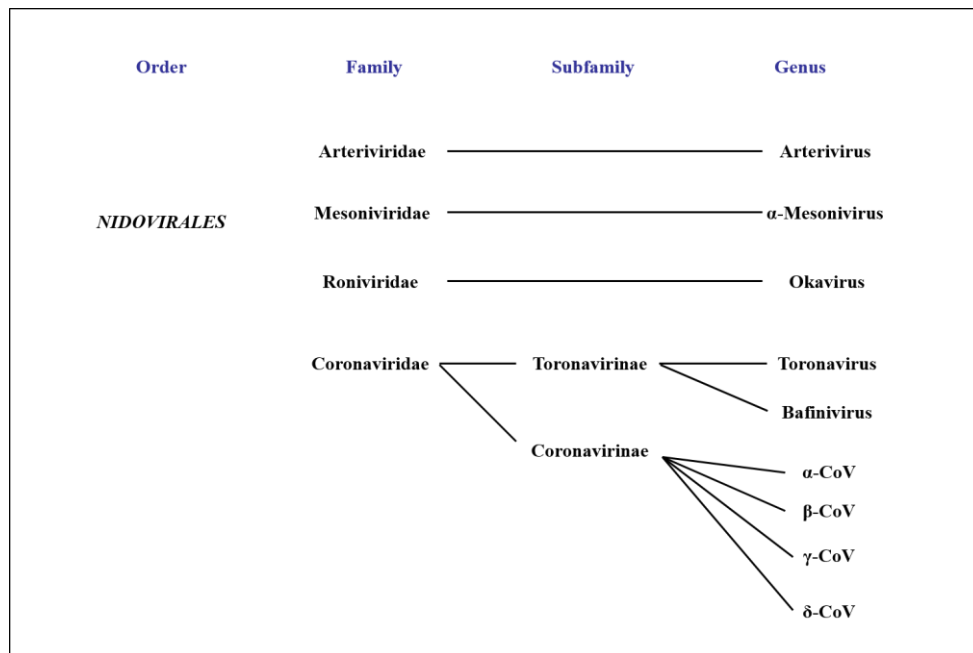 Order Family Subfamily Genus
Arteriviridae Arterivirus
Mesoniviridae α-Mesonivirus
NIDOVIRALES
Roniviridae Okavirus
Coronaviridae Toronavirinae Toronavirus
Bafinivirus
Coronavirinae
α-CoV
β-CoV
γ-CoV
δ-CoV